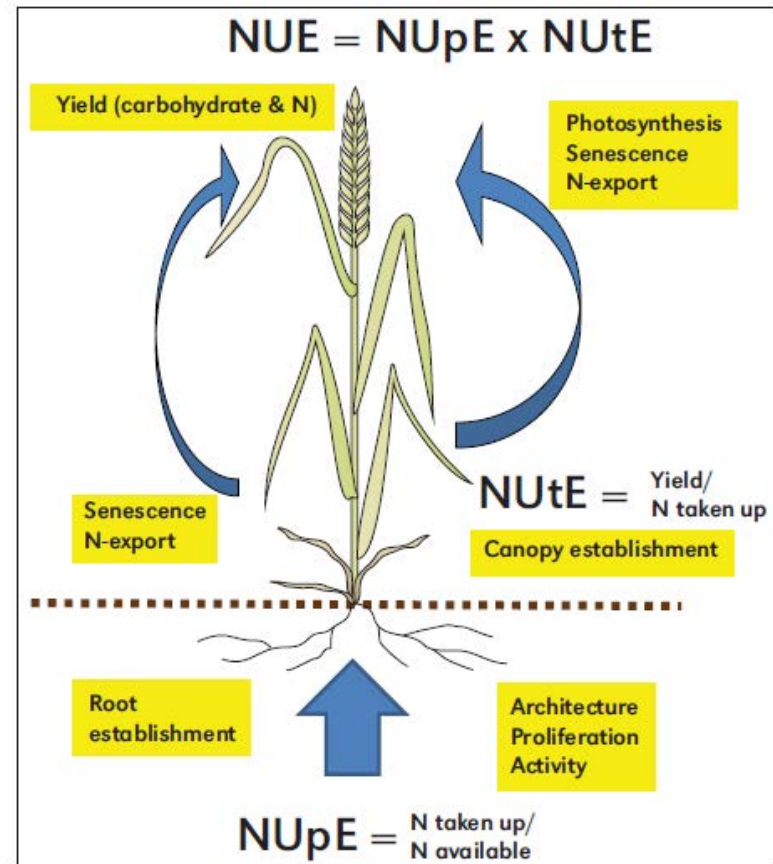 NUE = NUpE x NUtE
Yield (carbohydrate & N)
Photosynthesis
Senescence
N-export
Senescence
N-export
NUtE = Yield/
N taken up
Canopy establishment
Root
establishment
Architecture
Proliferation
Activity
NUpE = N taken up/
N available